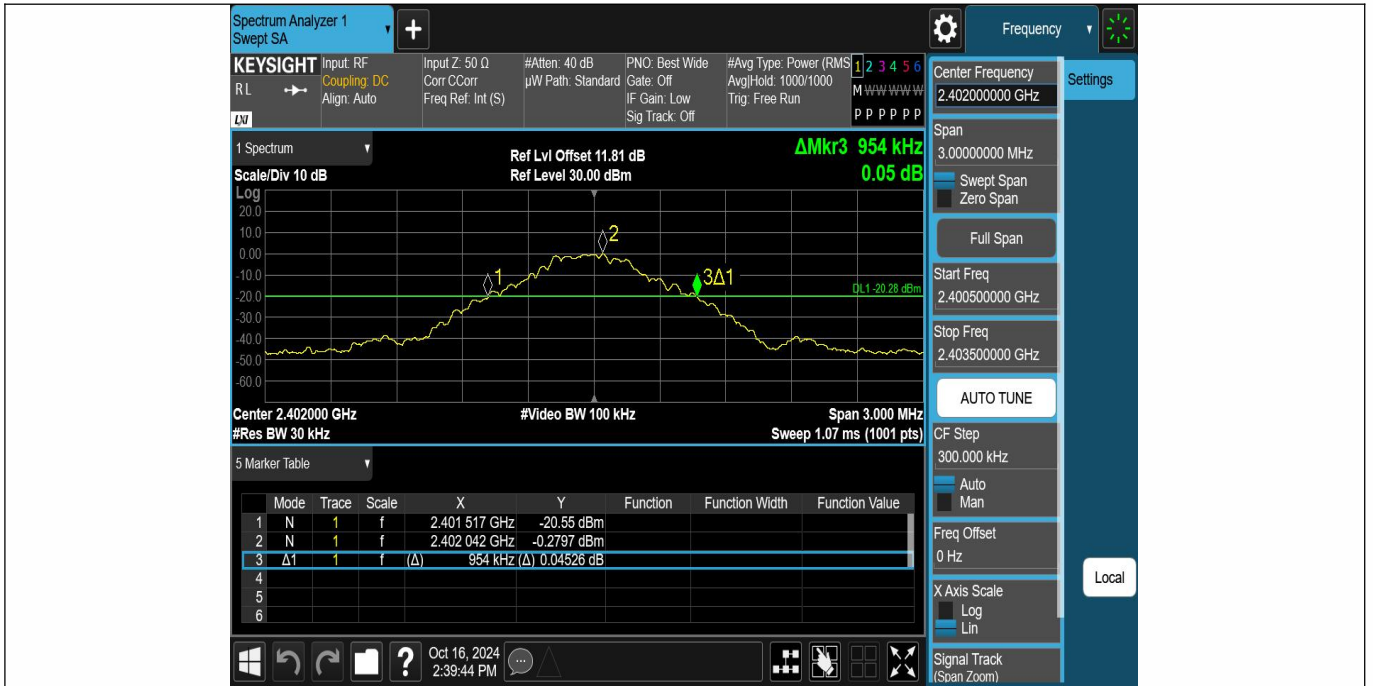 Spectrum Analyzer 1
Swept SA
+
Frequency
KEYSIGHT
RL
LXI
Input: RF
Coupling: DC
Align: Auto
Input Z: 50 Ω
Corr CCorr
Freq Ref: Int (S)
#Atten: 40 dB
µW Path: Standard
PNO: Best Wide
Gate: Off
IF Gain: Low
Sig Track: Off
#Avg Type: Power (RMS
Avg|Hold: 1000/1000
Trig: Free Run
1 2 3 4 5 6
M W W W W W
P P P P P P
1 Spectrum
Scale/Div 10 dB
Ref Lvl Offset 11.81 dB
Ref Level 30.00 dBm
ΔMkr3 954 kHz
0.05 dB
Log
20.0
10.0
0.00
-10.0
-20.0
-30.0
-40.0
-50.0
-60.0
1
2
3Δ1
DL1 -20.28 dBm
Center 2.402000 GHz
#Video BW 100 kHz
Span 3.000 MHz
#Res BW 30 kHz
Sweep 1.07 ms (1001 pts)
5 Marker Table
Mode Trace Scale X Y Function Function Width Function Value
1 N 1 f 2.401 517 GHz -20.55 dBm
2 N 1 f 2.402 042 GHz -0.2797 dBm
3 Δ1 1 f (Δ) 954 kHz (Δ) 0.04526 dB
4
5
6
?
Oct 16, 2024
2:39:44 PM
Center Frequency
2.402000000 GHz
Settings
Span
3.00000000 MHz
Swept Span
Zero Span
Full Span
Start Freq
2.400500000 GHz
Stop Freq
2.403500000 GHz
AUTO TUNE
CF Step
300.000 kHz
Auto
Man
Freq Offset
0 Hz
Local
X Axis Scale
Log
Lin
Signal Track
(Span Zoom)